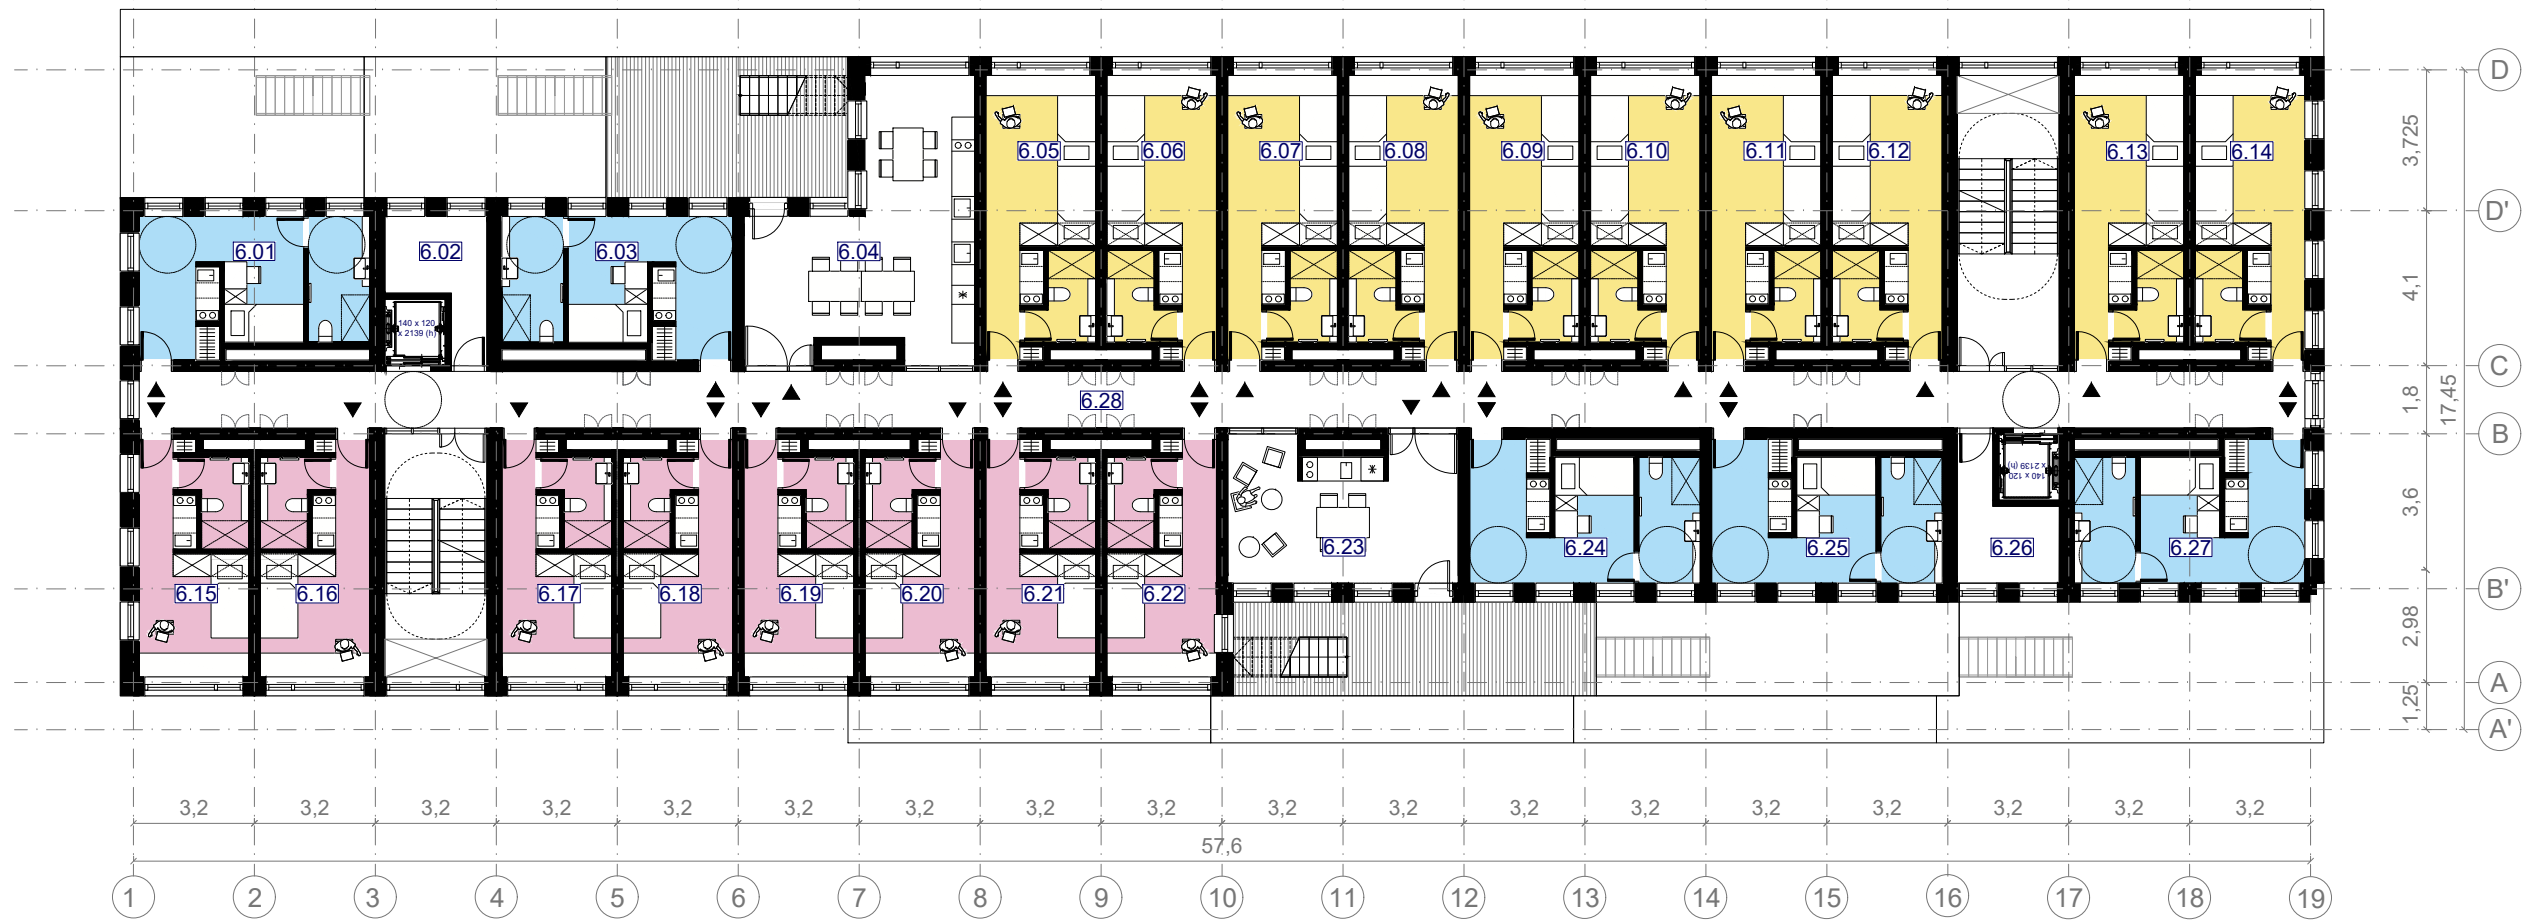 D
3,725
6.05 6.06 6.07 6.08 6.09 6.10 6.11 6.12 6.13 6.14
D'
6.01 6.02 6.03 6.04
4,1
140 x 120
x 2139 (h)
C
6.28
1,8
17,45
B
140 x 120
x 2139 (h)
3,6
6.23 6.24 6.25 6.26 6.27
6.15 6.16 6.17 6.18 6.19 6.20 6.21 6.22
B'
2,98
A
1,25
A'
3,2 3,2 3,2 3,2 3,2 3,2 3,2 3,2 3,2 3,2 3,2 3,2 3,2 3,2 3,2 3,2 3,2 3,2
57,6
1 2 3 4 5 6 7 8 9 10 11 12 13 14 15 16 17 18 19